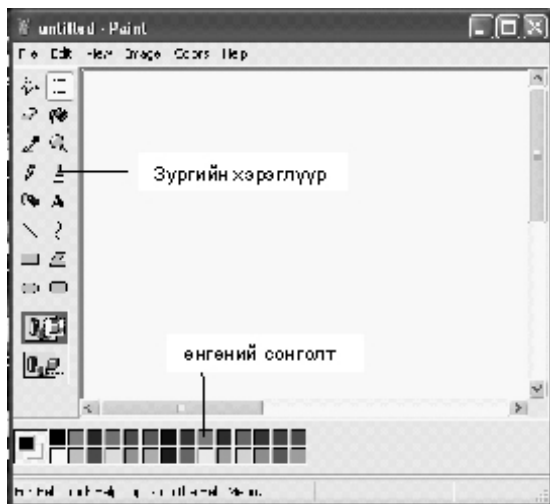 untitled - Paint
File Edit View Image Colors Help
A
Зургийн хэрэглүүр
өнгөний сонголт